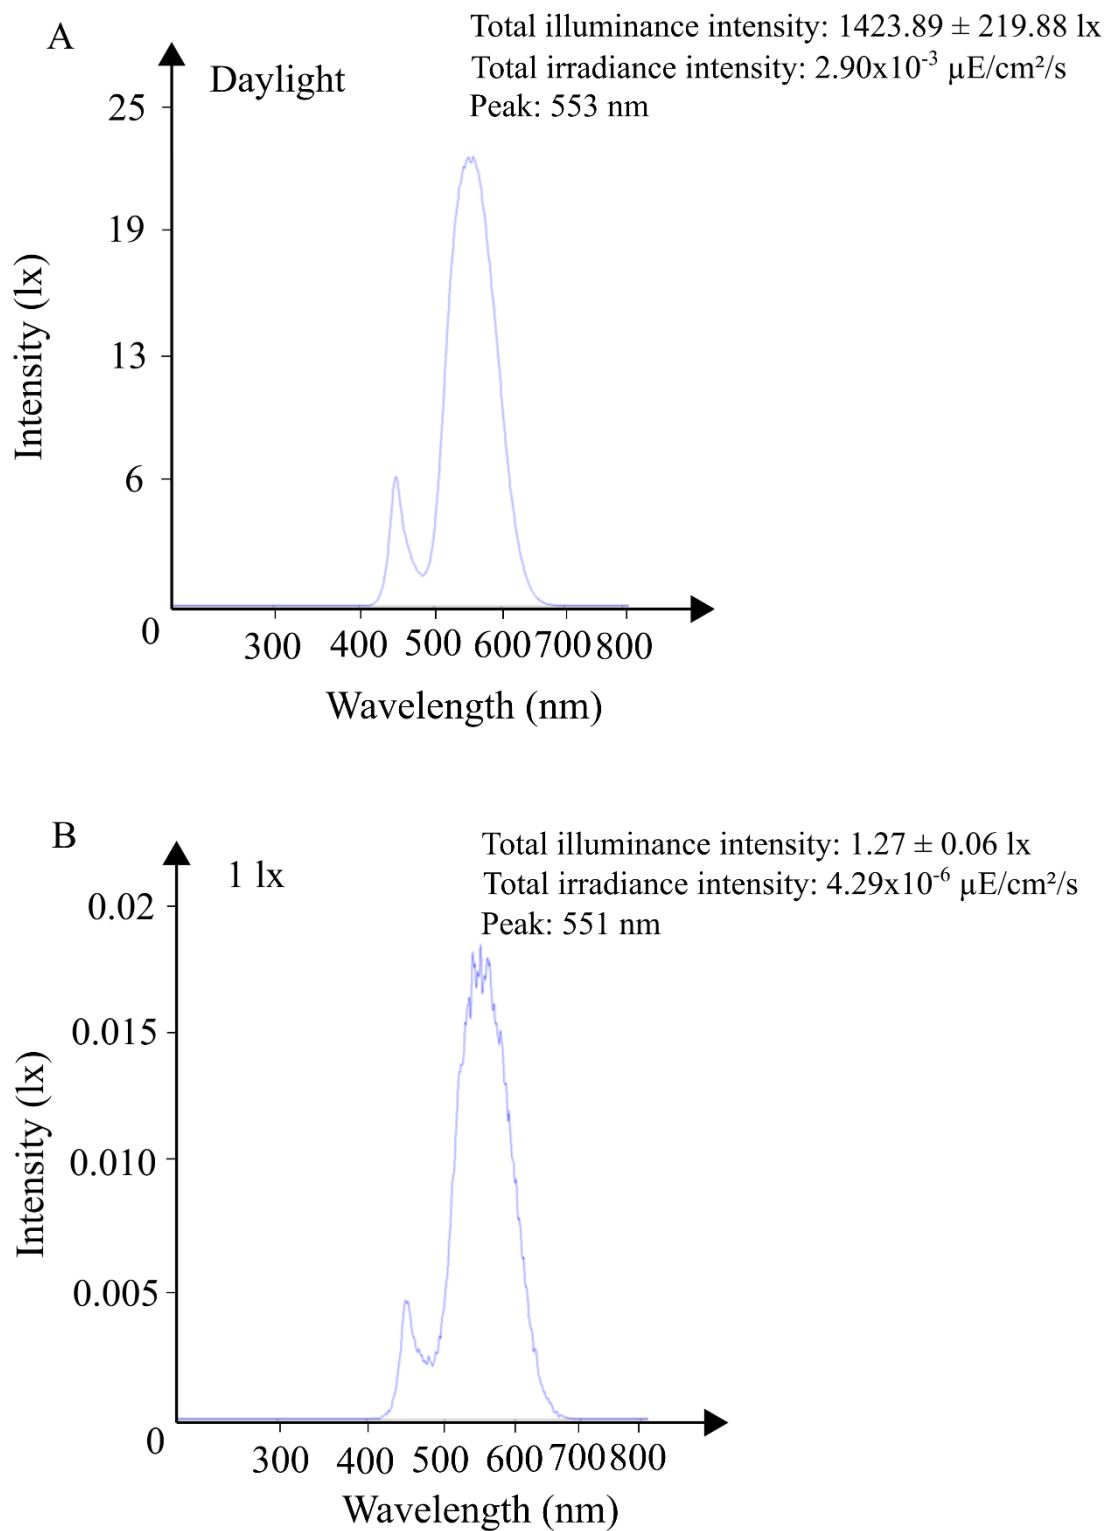 A
Total illuminance intensity: 1423.89 ± 219.88 lx
Total irradiance intensity: 2.90x10⁻³ µE/cm²/s
Peak: 553 nm
Daylight
25
19
13
6
0
Intensity (lx)
300 400 500 600 700 800
Wavelength (nm)
B
Total illuminance intensity: 1.27 ± 0.06 lx
Total irradiance intensity: 4.29x10⁻⁶ µE/cm²/s
Peak: 551 nm
1 lx
0.02
0.015
0.010
0.005
0
Intensity (lx)
300 400 500 600 700 800
Wavelength (nm)